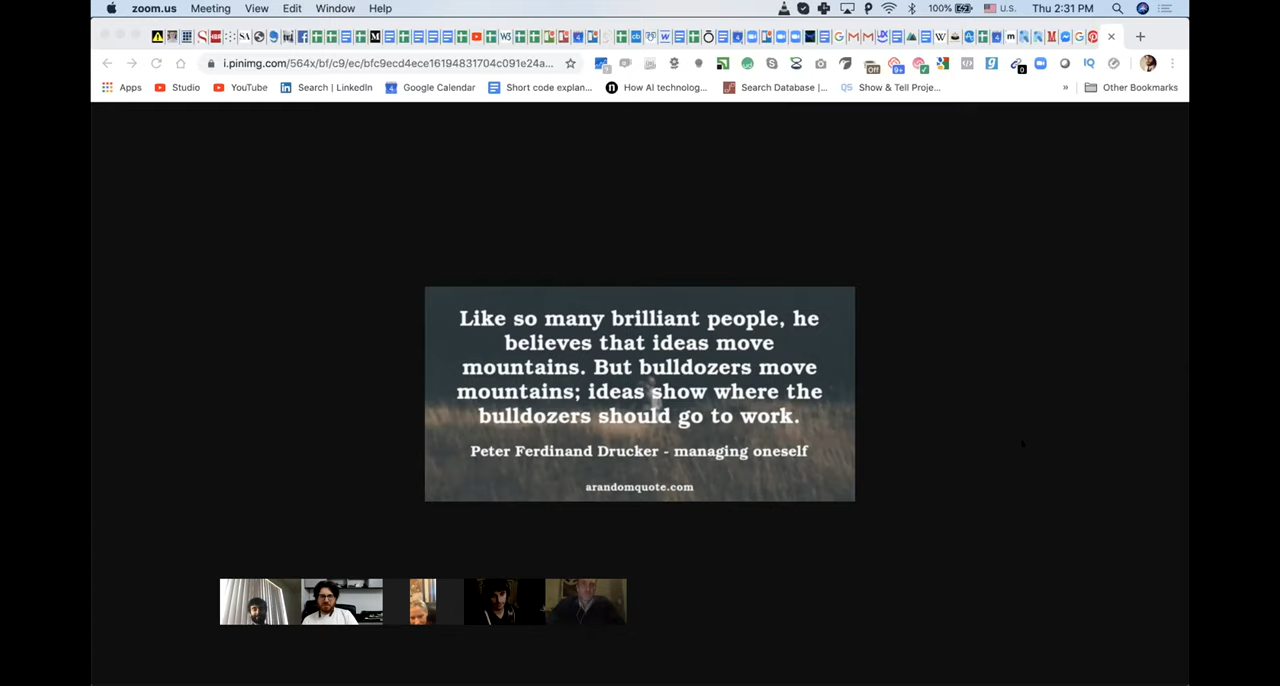 zoom.us Meeting View Edit Window Help 100% U.S. Thu 2:31 PM
i.pinimg.com/564x/bf/c9/ec/bfc9ecd4ece16194831704c091e24a...
Apps Studio YouTube Search | LinkedIn Google Calendar Short code explan... How AI technolog... Search Database |... Show & Tell Proje... » Other Bookmarks
Like so many brilliant people, he
believes that ideas move
mountains. But bulldozers move
mountains; ideas show where the
bulldozers should go to work.
Peter Ferdinand Drucker - managing oneself
arandomquote.com